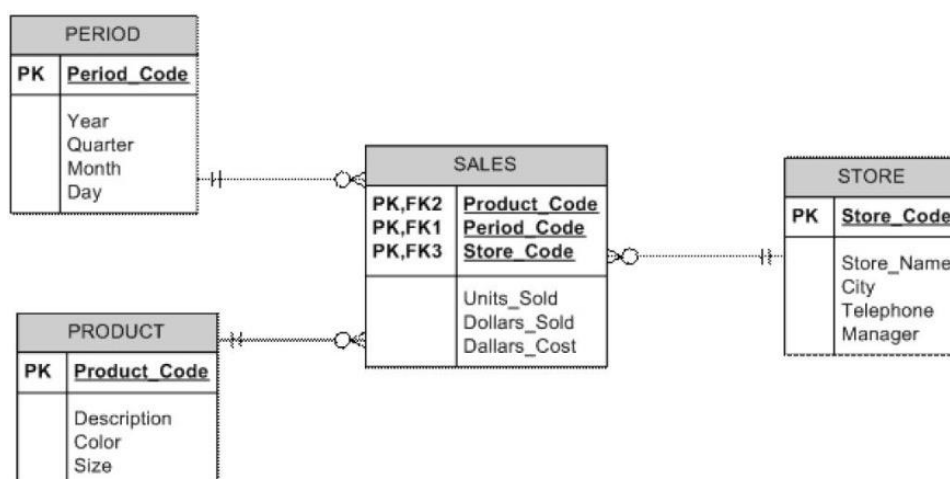 PERIOD
PK Period_Code
Year
Quarter
Month
Day
SALES
PK,FK2 Product_Code
PK,FK1 Period_Code
PK,FK3 Store_Code
Units_Sold
Dollars_Sold
Dallars_Cost
STORE
PK Store_Code
Store_Name
City
Telephone
Manager
PRODUCT
PK Product_Code
Description
Color
Size